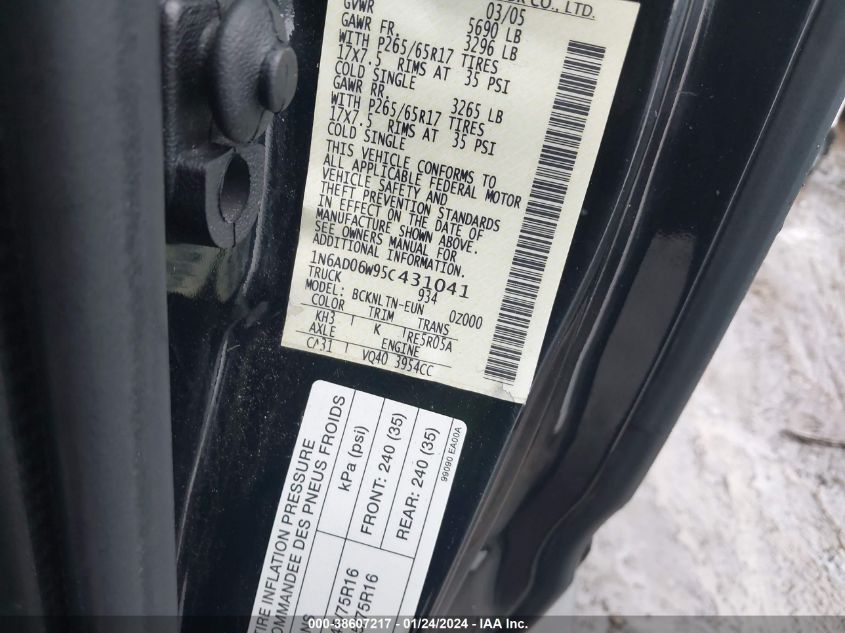 CO., LTD.
03/05
GVWR 5690 LB
GAWR FR. 3296 LB
WITH P265/65R17 TIRES
17X7.5 RIMS AT 35 PSI
COLD SINGLE
GAWR RR. 3265 LB
WITH P265/65R17 TIRES
17X7.5 RIMS AT 35 PSI
COLD SINGLE
THIS VEHICLE CONFORMS TO
ALL APPLICABLE FEDERAL MOTOR
VEHICLE SAFETY AND
THEFT PREVENTION STANDARDS
IN EFFECT ON THE DATE OF
MANUFACTURE SHOWN ABOVE.
SEE OWNERS MANUAL FOR
ADDITIONAL INFORMATION.
1N6AD06W95C431041
TRUCK 934
MODEL: BCKNLTN-EUN 0Z000
COLOR TRIM TRANS
KH3 K RE5R05A
AXLE ENGINE
CA31 VQ40 3954CC
TIRE INFLATION PRESSURE
COMMANDÉE DES PNEUS FROIDS
kPa (psi)
FRONT: 240 (35)
REAR: 240 (35)
99090 EA00A
/75R16
75R16
000-38607217 - 01/24/2024 - IAAI Inc.